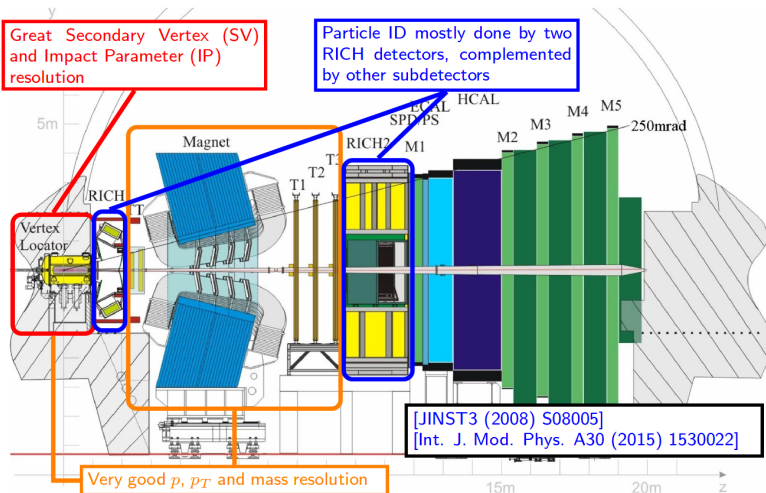 y
Great Secondary Vertex (SV)
and Impact Parameter (IP)
resolution
Particle ID mostly done by two
RICH detectors, complemented
by other subdetectors
5m
Magnet
SPD/PS
ECAL
HCAL
M1
M2
M3
M4
M5
250mrad
RICH2
T1
T2
T3
RICH
TT
Vertex
Locator
[JINST3 (2008) S08005]
[Int. J. Mod. Phys. A30 (2015) 1530022]
Very good p, pT and mass resolution
15m
20m
z